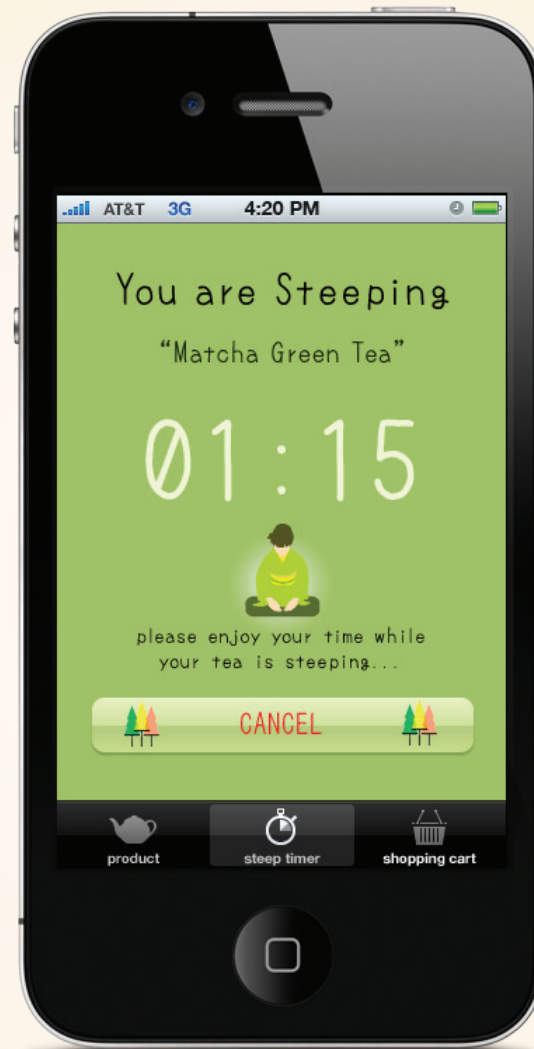 AT&T 3G 4:20 PM
You are Steeping
“Matcha Green Tea”
01:15
please enjoy your time while
your tea is steeping...
CANCEL
product steep timer shopping cart